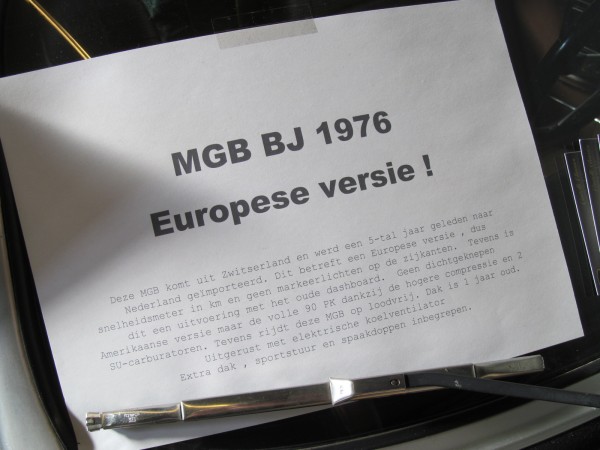 MGB BJ 1976
Europese versie !
Deze MGB komt uit Zwitserland en werd een 5-tal jaar geleden naar
Nederland geïmporteerd. Dit betreft een Europese versie , dus
snelheidsmeter in km en geen markeerlichten op de zijkanten. Tevens is
dit een uitvoering met het oude dashboard. Geen dichtgeknepen
Amerikaanse versie maar de volle 90 PK dankzij de hogere compressie en 2
SU-carburatoren. Tevens rijdt deze MGB op loodvrij. Dak is 1 jaar oud.
Uitgerust met elektrische koelventilator
Extra dak , sportstuur en spaakdoppen inbegrepen.